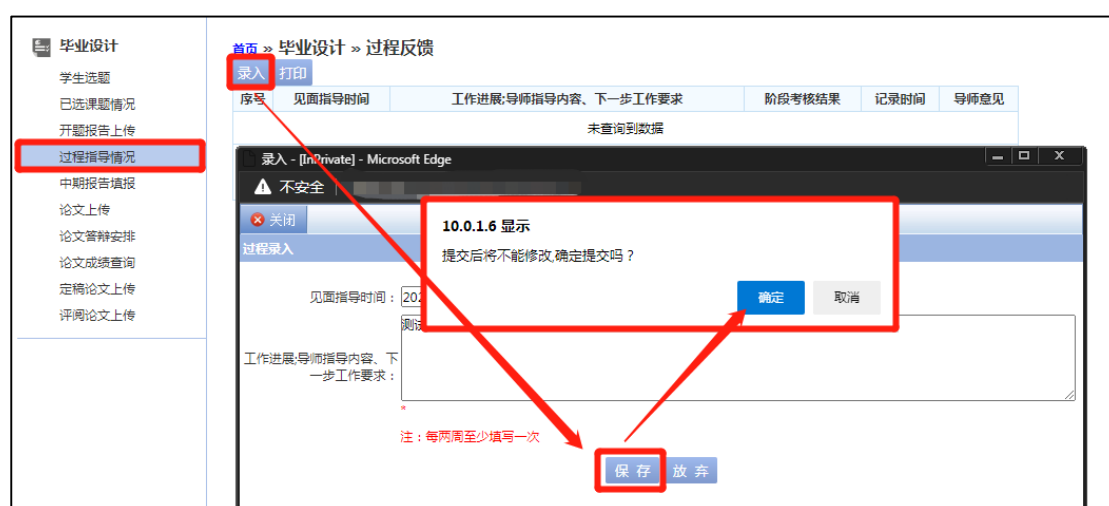 毕业设计
学生选题
已选课题情况
开题报告上传
过程指导情况
中期报告填报
论文上传
论文答辩安排
论文成绩查询
定稿论文上传
评阅论文上传
首页 » 毕业设计 » 过程反馈
录入 打印
序号 见面指导时间 工作进展;导师指导内容、下一步工作要求 阶段考核结果 记录时间 导师意见
未查询到数据
录入 - [InPrivate] - Microsoft Edge
不安全
关闭
过程录入
10.0.1.6 显示
提交后将不能修改,确定提交吗?
确定 取消
见面指导时间: 202
测试
工作进展;导师指导内容、下
一步工作要求:
*
注:每两周至少填写一次
保 存 放 弃